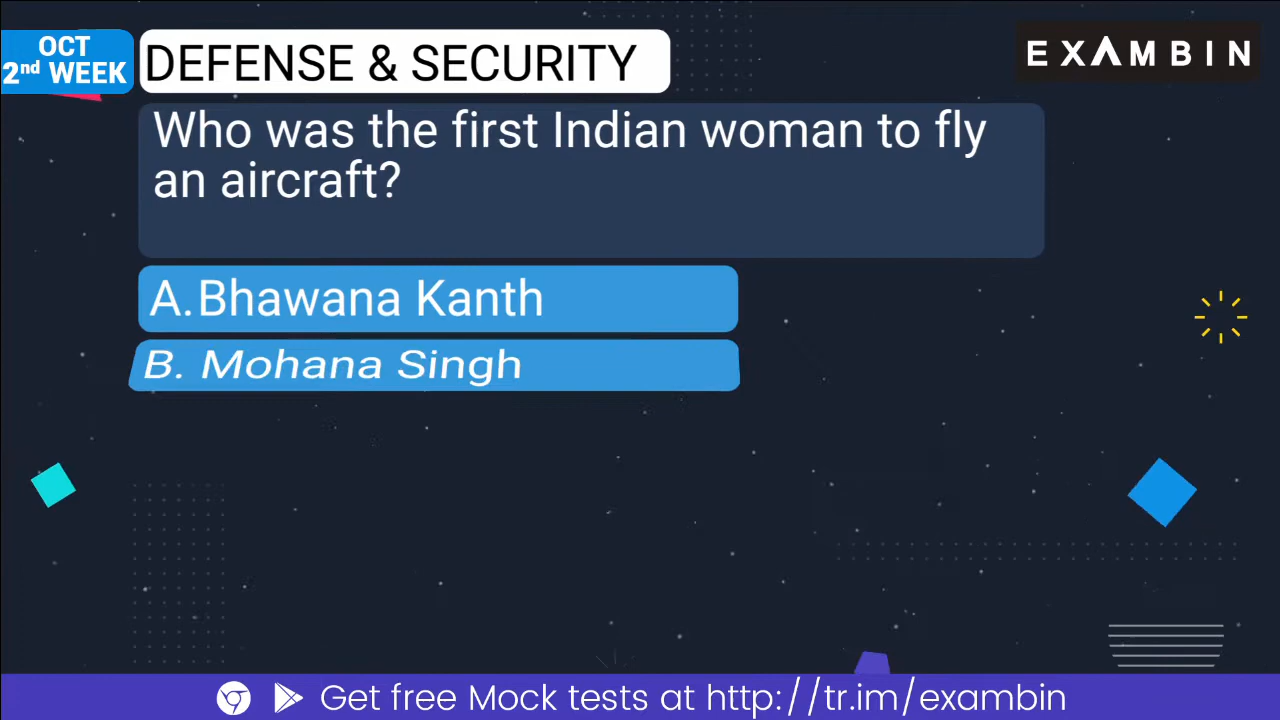 OCT
2nd WEEK
DEFENSE & SECURITY
EXAMBIN
Who was the first Indian woman to fly
an aircraft?
A.Bhawana Kanth
B. Mohana Singh
Get free Mock tests at http://tr.im/exambin